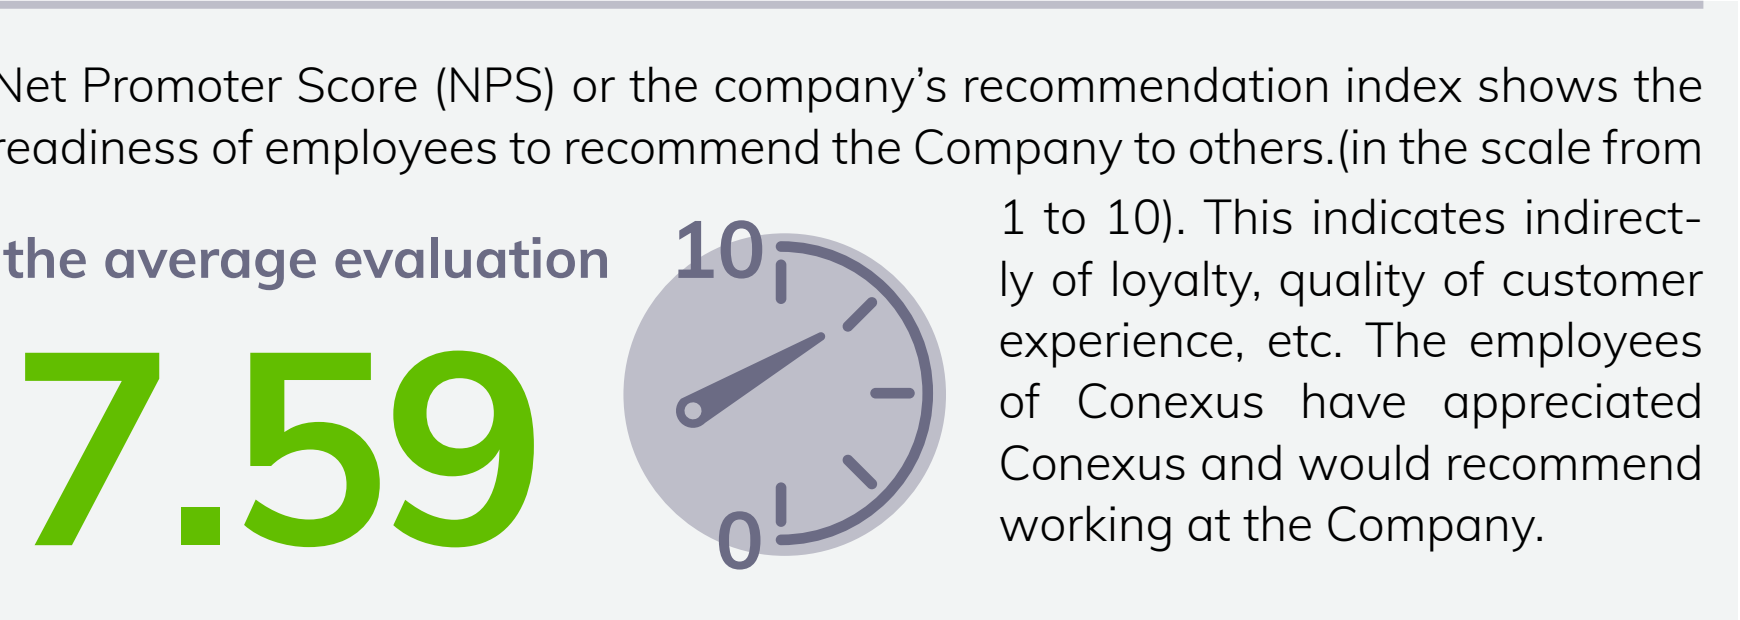 Net Promoter Score (NPS) or the company’s recommendation index shows the
readiness of employees to recommend the Company to others.(in the scale from
1 to 10). This indicates indirect-
ly of loyalty, quality of customer
experience, etc. The employees
of Conexus have appreciated
Conexus and would recommend
working at the Company.
the average evaluation
7.59
10
0